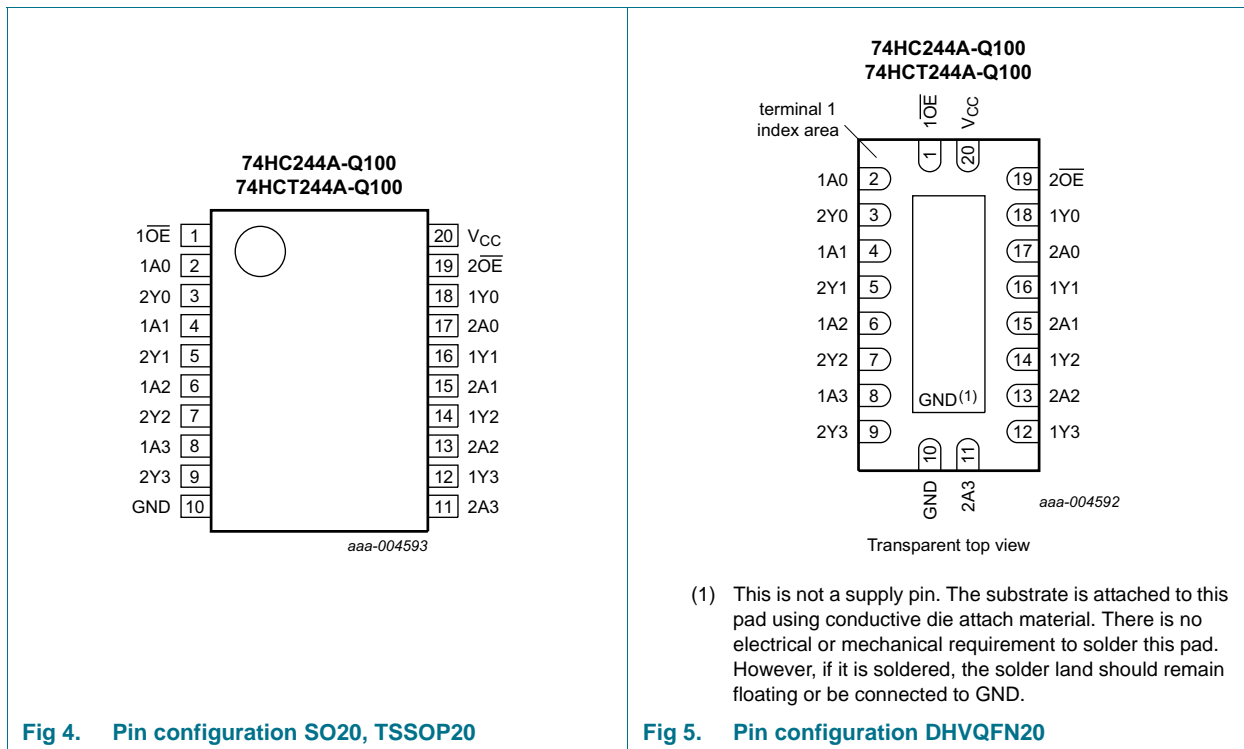 74HC244A-Q100
74HCT244A-Q100
1OE 1
1A0 2
2Y0 3
1A1 4
2Y1 5
1A2 6
2Y2 7
1A3 8
2Y3 9
GND 10
20 VCC
19 2OE
18 1Y0
17 2A0
16 1Y1
15 2A1
14 1Y2
13 2A2
12 1Y3
11 2A3
aaa-004593
Fig 4. Pin configuration SO20, TSSOP20
74HC244A-Q100
74HCT244A-Q100
terminal 1
index area
1OE
VCC
1
20
1A0 2
2Y0 3
1A1 4
2Y1 5
1A2 6
2Y2 7
1A3 8
2Y3 9
19 2OE
18 1Y0
17 2A0
16 1Y1
15 2A1
14 1Y2
13 2A2
12 1Y3
GND(1)
10
11
GND
2A3
aaa-004592
Transparent top view
(1) This is not a supply pin. The substrate is attached to this
pad using conductive die attach material. There is no
electrical or mechanical requirement to solder this pad.
However, if it is soldered, the solder land should remain
floating or be connected to GND.
Fig 5. Pin configuration DHVQFN20